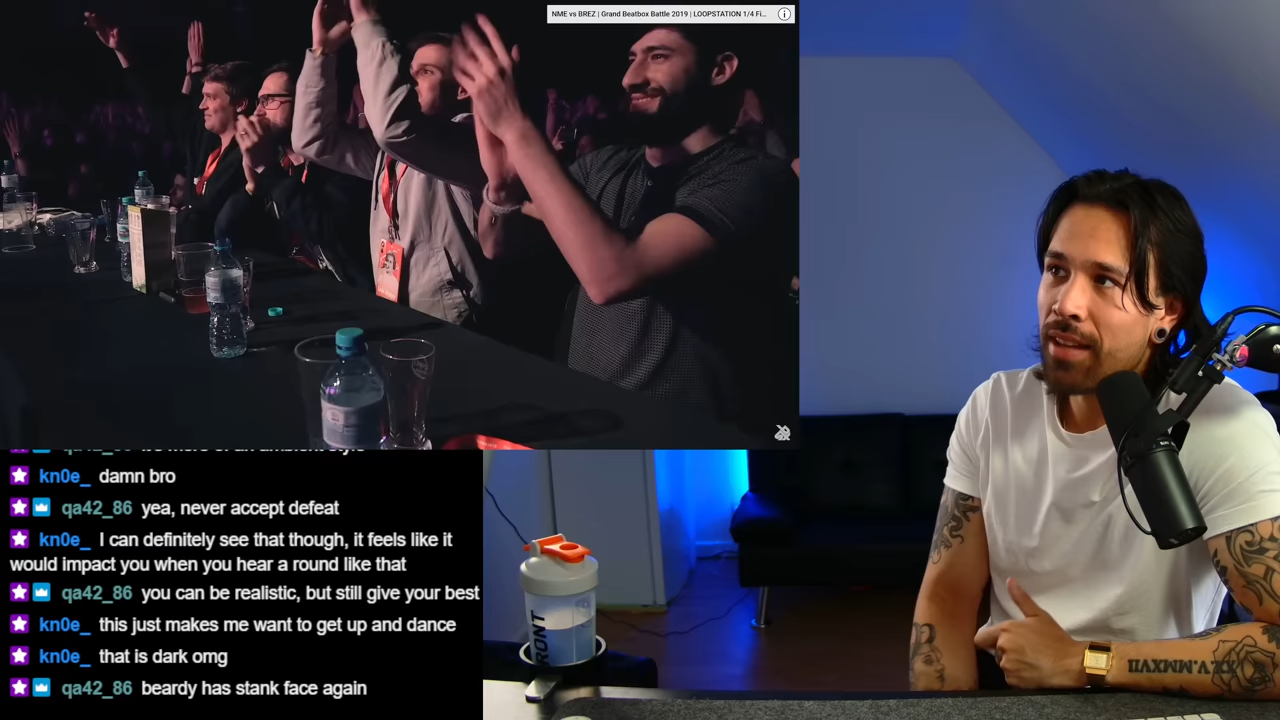 NME vs BREZ | Grand Beatbox Battle 2019 | LOOPSTATION 1/4 Fi...
kn0e_ damn bro
qa42_86 yea, never accept defeat
kn0e_ I can definitely see that though, it feels like it
would impact you when you hear a round like that
qa42_86 you can be realistic, but still give your best
kn0e_ this just makes me want to get up and dance
kn0e_ that is dark omg
qa42_86 beardy has stank face again
RONT